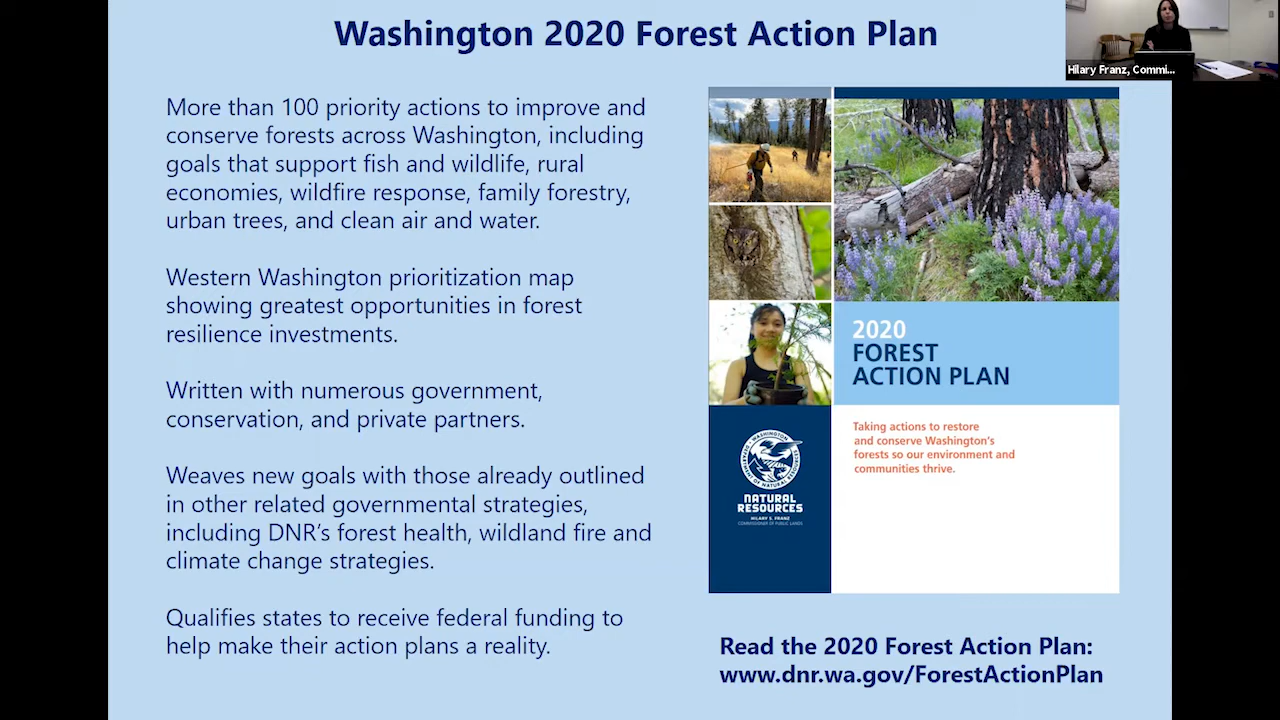 Washington 2020 Forest Action Plan
Hilary Franz, Commi...
More than 100 priority actions to improve and
conserve forests across Washington, including
goals that support fish and wildlife, rural
economies, wildfire response, family forestry,
urban trees, and clean air and water.
Western Washington prioritization map
showing greatest opportunities in forest
resilience investments.
Written with numerous government,
conservation, and private partners.
Weaves new goals with those already outlined
in other related governmental strategies,
including DNR's forest health, wildland fire and
climate change strategies.
Qualifies states to receive federal funding to
help make their action plans a reality.
2020
FOREST
ACTION PLAN
Taking actions to restore
and conserve Washington's
forests so our environment and
communities thrive.
WASHINGTON
DEPARTMENT OF NATURAL RESOURCES
NATURAL
RESOURCES
HILARY S. FRANZ
COMMISSIONER OF PUBLIC LANDS
Read the 2020 Forest Action Plan:
www.dnr.wa.gov/ForestActionPlan